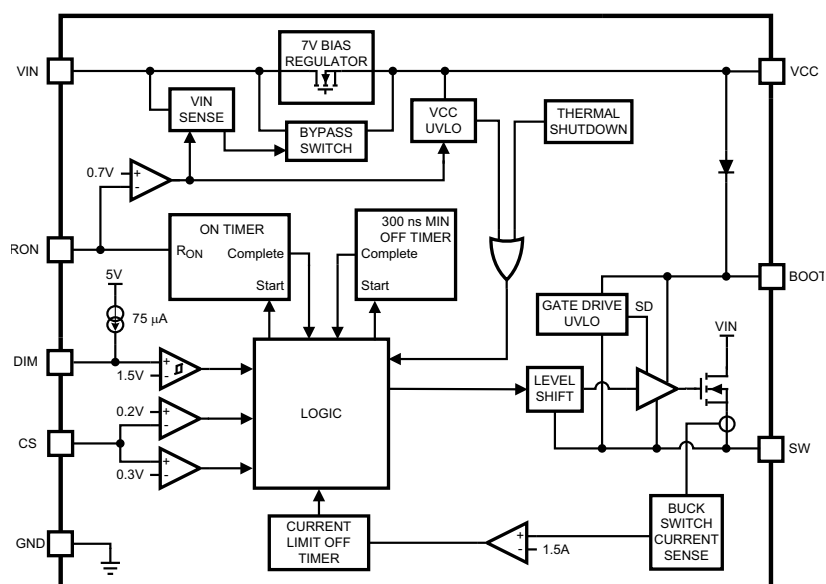 7V BIAS
REGULATOR
VIN
VCC
VIN
SENSE
BYPASS
SWITCH
VCC
UVLO
THERMAL
SHUTDOWN
0.7V
+
-
ON TIMER
RON
Complete
Start
300 ns MIN
OFF TIMER
Complete
Start
RON
BOOT
5V
75 µA
GATE DRIVE
UVLO
SD
VIN
DIM
+
1.5V
-
LEVEL
SHIFT
LOGIC
0.2V
+
-
CS
+
0.3V
-
SW
GND
CURRENT
LIMIT OFF
TIMER
+
-
1.5A
BUCK
SWITCH
CURRENT
SENSE